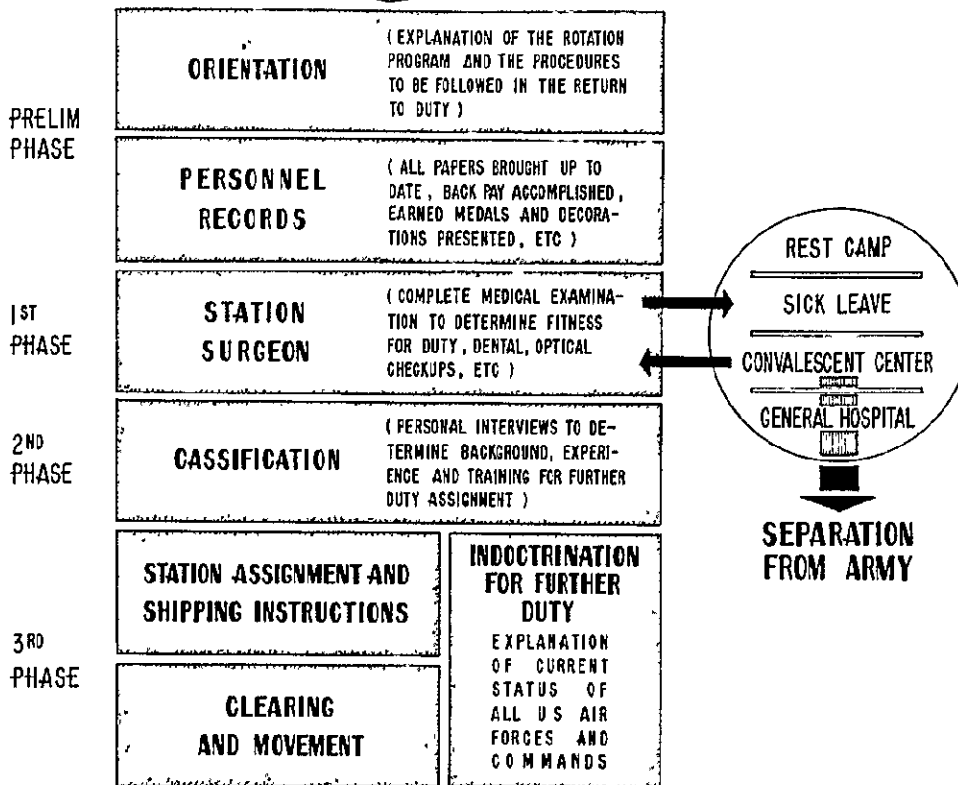 PRELIM
PHASE
ORIENTATION
( EXPLANATION OF THE ROTATION
PROGRAM AND THE PROCEDURES
TO BE FOLLOWED IN THE RETURN
TO DUTY )
PERSONNEL
RECORDS
( ALL PAPERS BROUGHT UP TO
DATE, BACK PAY ACCOMPLISHED,
EARNED MEDALS AND DECORA-
TIONS PRESENTED, ETC )
1ST
PHASE
STATION
SURGEON
( COMPLETE MEDICAL EXAMINA-
TION TO DETERMINE FITNESS
FOR DUTY, DENTAL, OPTICAL
CHECKUPS, ETC )
REST CAMP
SICK LEAVE
CONVALESCENT CENTER
GENERAL HOSPITAL
SEPARATION
FROM ARMY
2ND
PHASE
CASSIFICATION
( PERSONAL INTERVIEWS TO DE-
TERMINE BACKGROUND, EXPERI-
ENCE AND TRAINING FOR FURTHER
DUTY ASSIGNMENT )
3RD
PHASE
STATION ASSIGNMENT AND
SHIPPING INSTRUCTIONS
CLEARING
AND MOVEMENT
INDOCTRINATION
FOR FURTHER
DUTY
EXPLANATION
OF CURRENT
STATUS OF
ALL US AIR
FORCES AND
COMMANDS